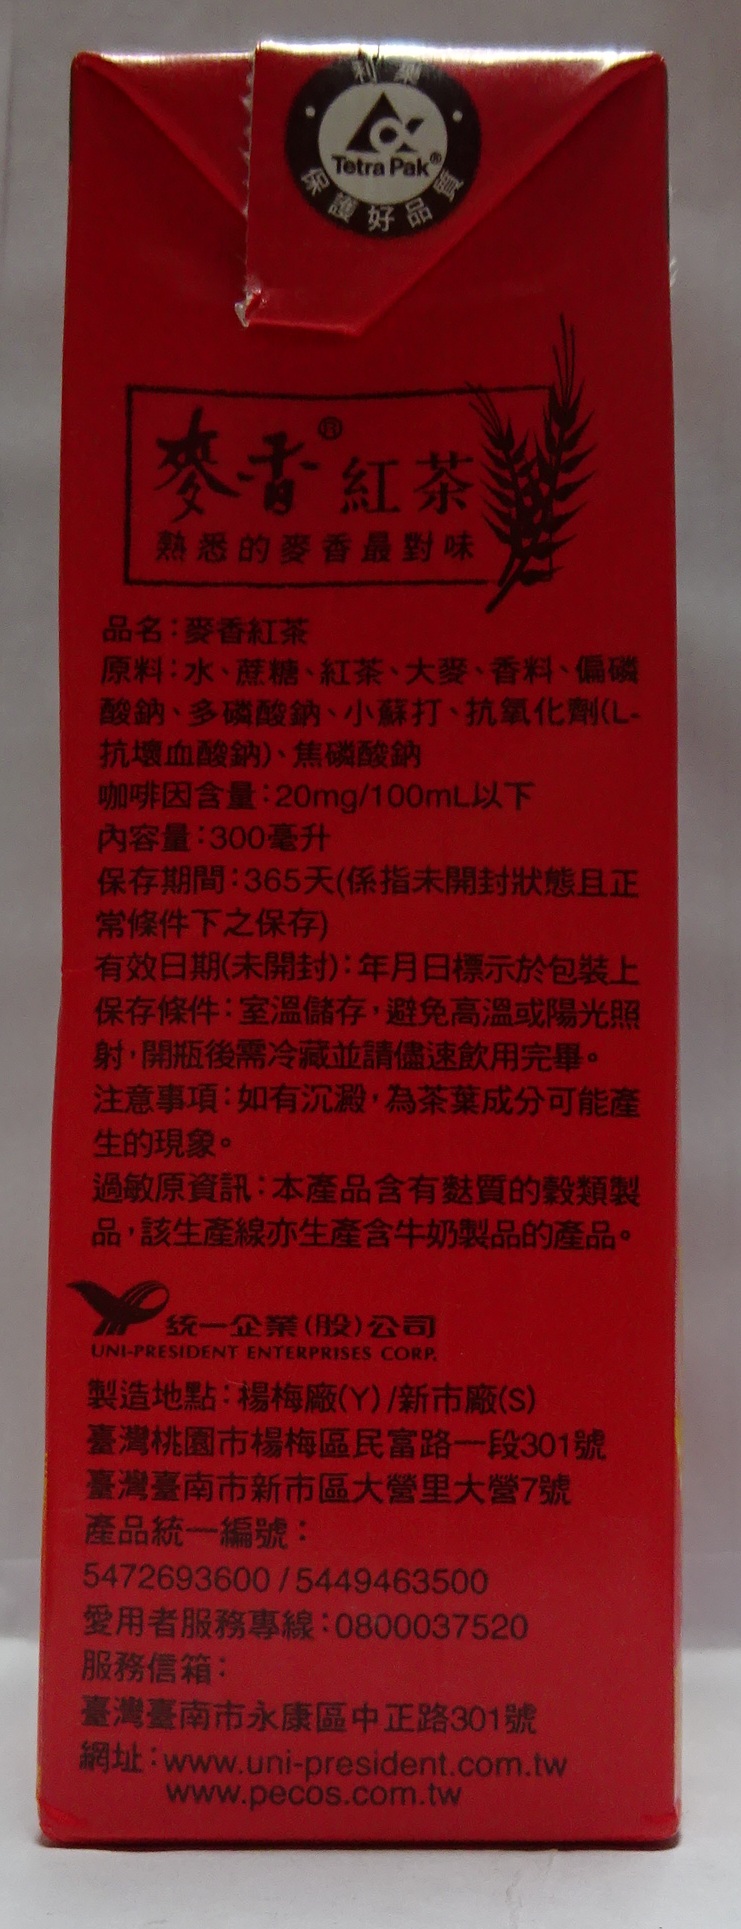 利樂
Tetra Pak®
保護好品質
麥香®紅茶
熟悉的麥香最對味
品名:麥香紅茶
原料:水、蔗糖、紅茶、大麥、香料、偏磷
酸鈉、多磷酸鈉、小蘇打、抗氧化劑(L-
抗壞血酸鈉)、焦磷酸鈉
咖啡因含量:20mg/100mL以下
內容量:300毫升
保存期間:365天(係指未開封狀態且正
常條件下之保存)
有效日期(未開封):年月日標示於包裝上
保存條件:室溫儲存,避免高溫或陽光照
射,開瓶後需冷藏並請儘速飲用完畢。
注意事項:如有沉澱,為茶葉成分可能產
生的現象。
過敏原資訊:本產品含有麩質的穀類製
品,該生產線亦生產含牛奶製品的產品。
統一企業(股)公司
UNI-PRESIDENT ENTERPRISES CORP.
製造地點:楊梅廠(Y)/新市廠(S)
臺灣桃園市楊梅區民富路一段301號
臺灣臺南市新市區大營里大營7號
產品統一編號:
5472693600/5449463500
愛用者服務專線:0800037520
服務信箱:
臺灣臺南市永康區中正路301號
網址:www.uni-president.com.tw
www.pecos.com.tw